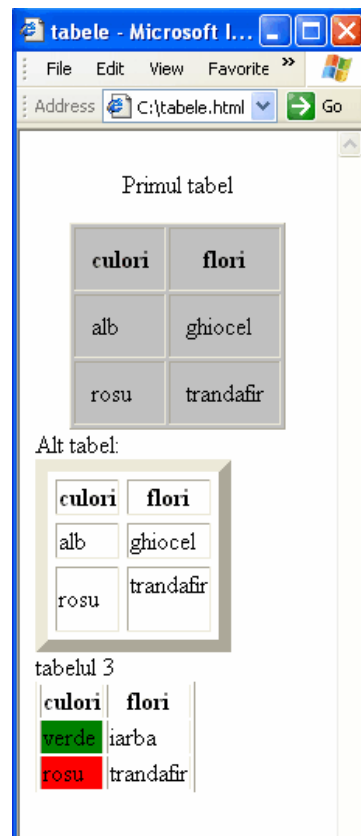 tabele - Microsoft I...
File Edit View Favorite »
Address C:\tabele.html Go
Primul tabel
culori flori
alb ghiocel
rosu trandafir
Alt tabel:
culori flori
alb ghiocel
rosu trandafir
tabelul 3
culori flori
verde iarba
rosu trandafir